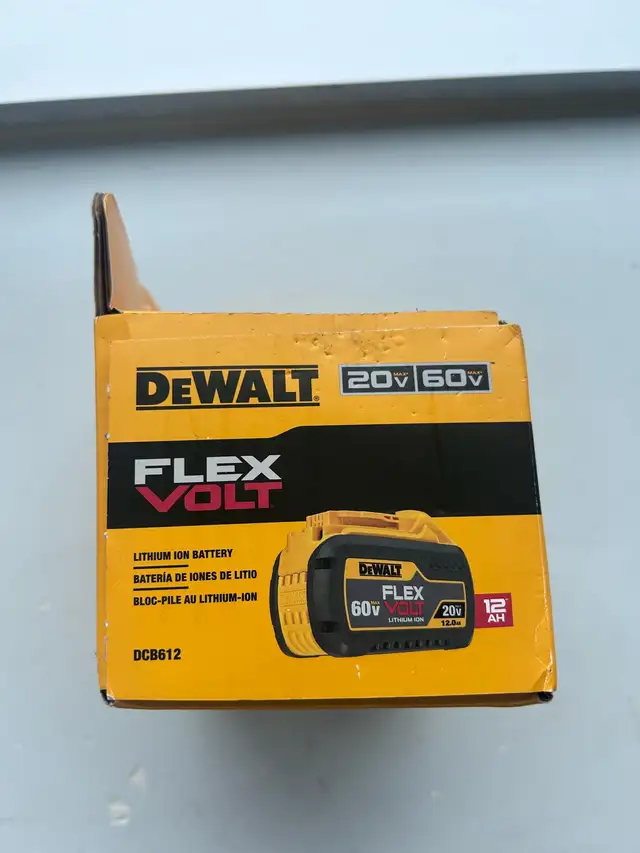 DEWALT®
20V MAX* 60V MAX*
FLEX
VOLT
LITHIUM ION BATTERY
BATERÍA DE IONES DE LITIO
BLOC-PILE AU LITHIUM-ION
DCB612
DEWALT
FLEX
VOLT
LITHIUM ION
60V MAX
20V MAX
12.0AH
12
AH